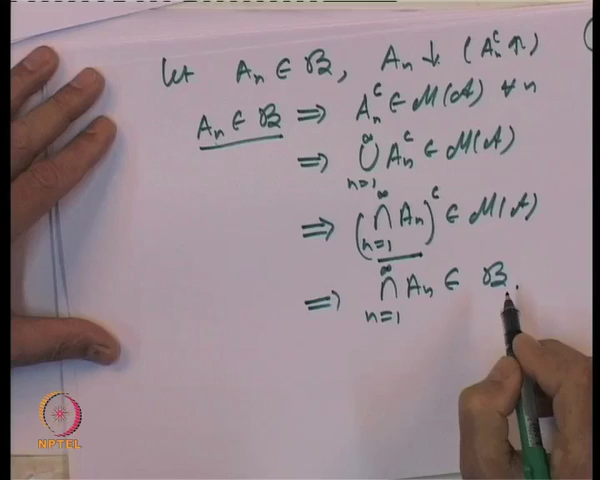 let Aₙ ∈ ℬ, Aₙ ↓ (Aₙᶜ ↑)
Aₙ ∈ ℬ ⇒ Aₙᶜ ∈ ℳ(𝒜) ∀ n
⇒ ⋃_{n=1}^{∞} Aₙᶜ ∈ ℳ(𝒜)
⇒ (⋂_{n=1}^{∞} Aₙ)ᶜ ∈ ℳ(𝒜)
⇒ ⋂_{n=1}^{∞} Aₙ ∈ ℬ.
NPTEL